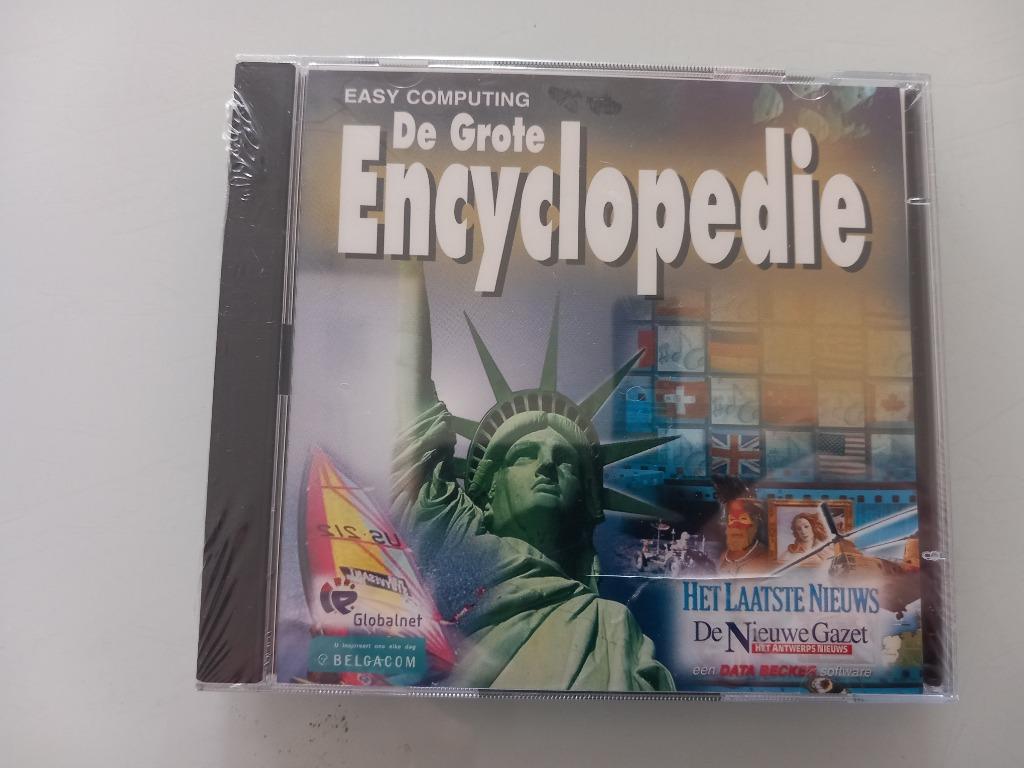 EASY COMPUTING
De Grote
Encyclopedie
US-212
Globalnet
U inspireert ons elke dag
BELGACOM
HET LAATSTE NIEUWS
De Nieuwe Gazet
HET ANTWERPS NIEUWS
een DATA BECKER software